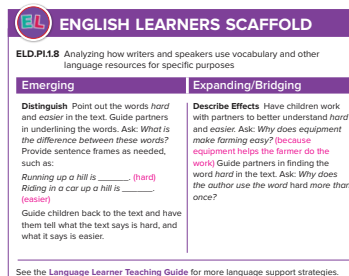 EL ENGLISH LEARNERS SCAFFOLD
ELD.PI.1.8 Analyzing how writers and speakers use vocabulary and other
language resources for specific purposes
Emerging
Distinguish Point out the words hard
and easier in the text. Guide partners
in underlining the words. Ask: What is
the difference between these words?
Provide sentence frames as needed,
such as:
Running up a hill is _______. (hard)
Riding in a car up a hill is _______.
(easier)
Guide children back to the text and have
them tell what the text says is hard, and
what it says is easier.
Expanding/Bridging
Describe Effects Have children work
with partners to better understand hard
and easier. Ask: Why does equipment
make farming easy? (because
equipment helps the farmer do the
work) Guide partners in finding the
word hard in the text. Ask: Why does
the author use the word hard more than
once?
See the Language Learner Teaching Guide for more language support strategies.